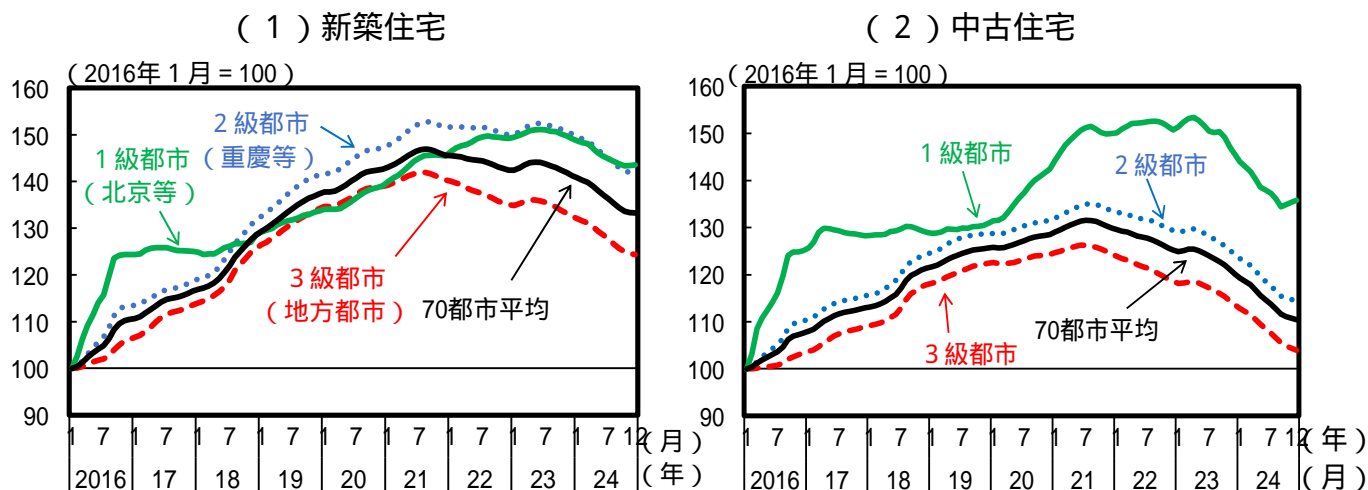 （１）新築住宅
（2016年１月＝100）
160
150
140
130
120
110
100
90
２級都市
（重慶等）
１級都市
（北京等）
３級都市
（地方都市）
70都市平均
1 7 1 7 1 7 1 7 1 7 1 7 1 7 1 7 1 7 12 （月）
2016 17 18 19 20 21 22 23 24 （年）
（２）中古住宅
（2016年１月＝100）
160
150
140
130
120
110
100
90
１級都市
２級都市
３級都市
70都市平均
1 7 1 7 1 7 1 7 1 7 1 7 1 7 1 7 1 7 12 （年）
2016 17 18 19 20 21 22 23 24 （月）